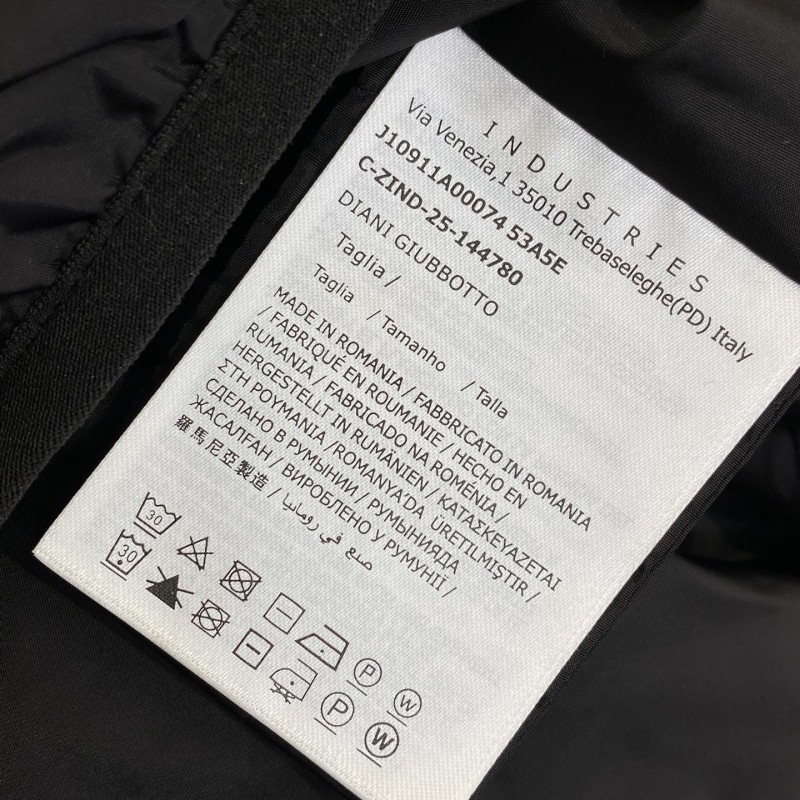 INDUSTRIES
Via Venezia,1 35010 Trebaseleghe(PD) Italy
J10911A00074 53A5E
C-ZIND-25-144780
DIANI GIUBBOTTO
Taglia /
Taglia / Tamanho / Talla
MADE IN ROMANIA / FABBRICATO IN ROMANIA
/ FABRIQUÉ EN ROUMANIE / HECHO EN
RUMANIA / FABRICADO NA ROMÉNIA /
HERGESTELLT IN RUMÄNIEN / ΚΑΤΑΣΚΕΥΑΖΕΤΑΙ
ΣΤΗ ΡΟΥΜΑΝΙΑ /ROMANYA'DA ÜRETILMIŞTIR /
СДЕЛАНО В РУМЫНИИ / РУМЫНИЯДА
ЖАСАЛҒАН / ВИРОБЛЕНО У РУМУНІЇ /
羅馬尼亞製造 / صنع في رومانيا
30 P W
30 P W